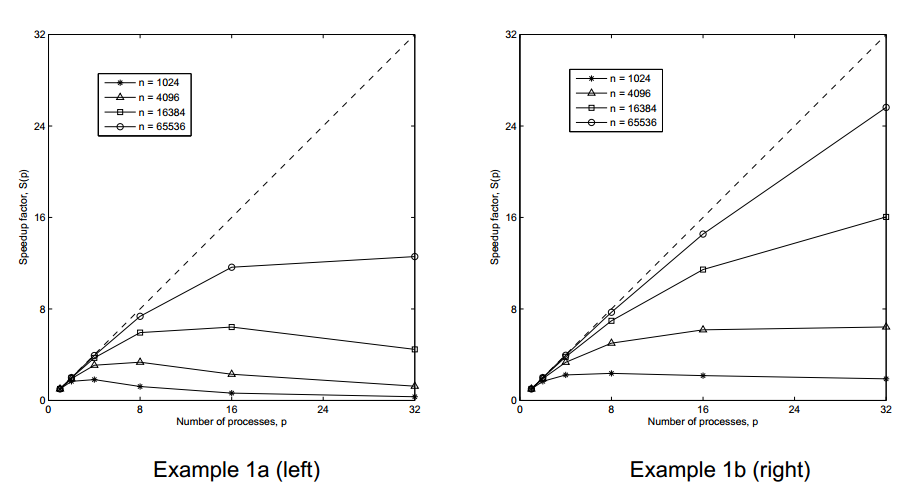 32
24
16
8
0
Speedup factor, S(p)
n = 1024
n = 4096
n = 16384
n = 65536
0 8 16 24 32
Number of processes, p
Example 1a (left)
32
24
16
8
0
Speedup factor, S(p)
n = 1024
n = 4096
n = 16384
n = 65536
0 8 16 24 32
Number of processes, p
Example 1b (right)